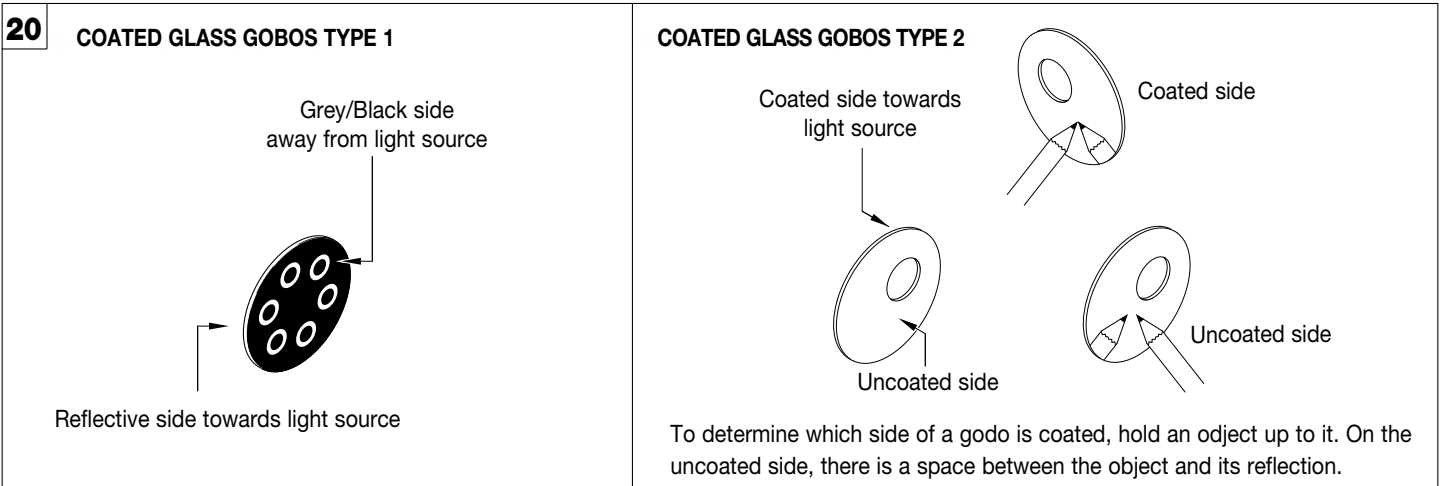 20
COATED GLASS GOBOS TYPE 1
Grey/Black side
away from light source
Reflective side towards light source
COATED GLASS GOBOS TYPE 2
Coated side towards
light source
Coated side
Uncoated side
Uncoated side
To determine which side of a godo is coated, hold an odject up to it. On the
uncoated side, there is a space between the object and its reflection.